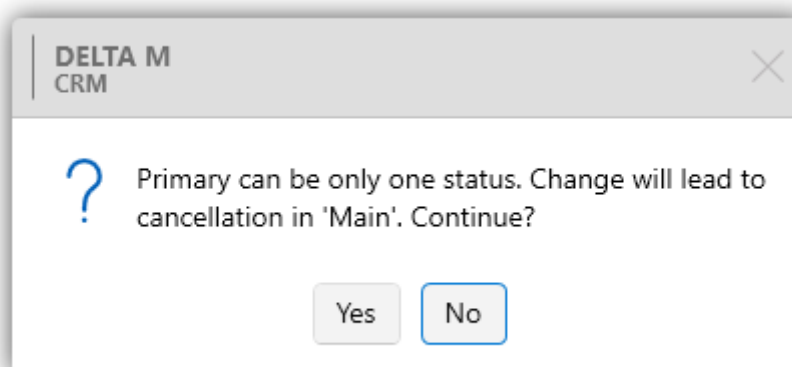 DELTA M
CRM
Primary can be only one status. Change will lead to
cancellation in 'Main'. Continue?
Yes
No